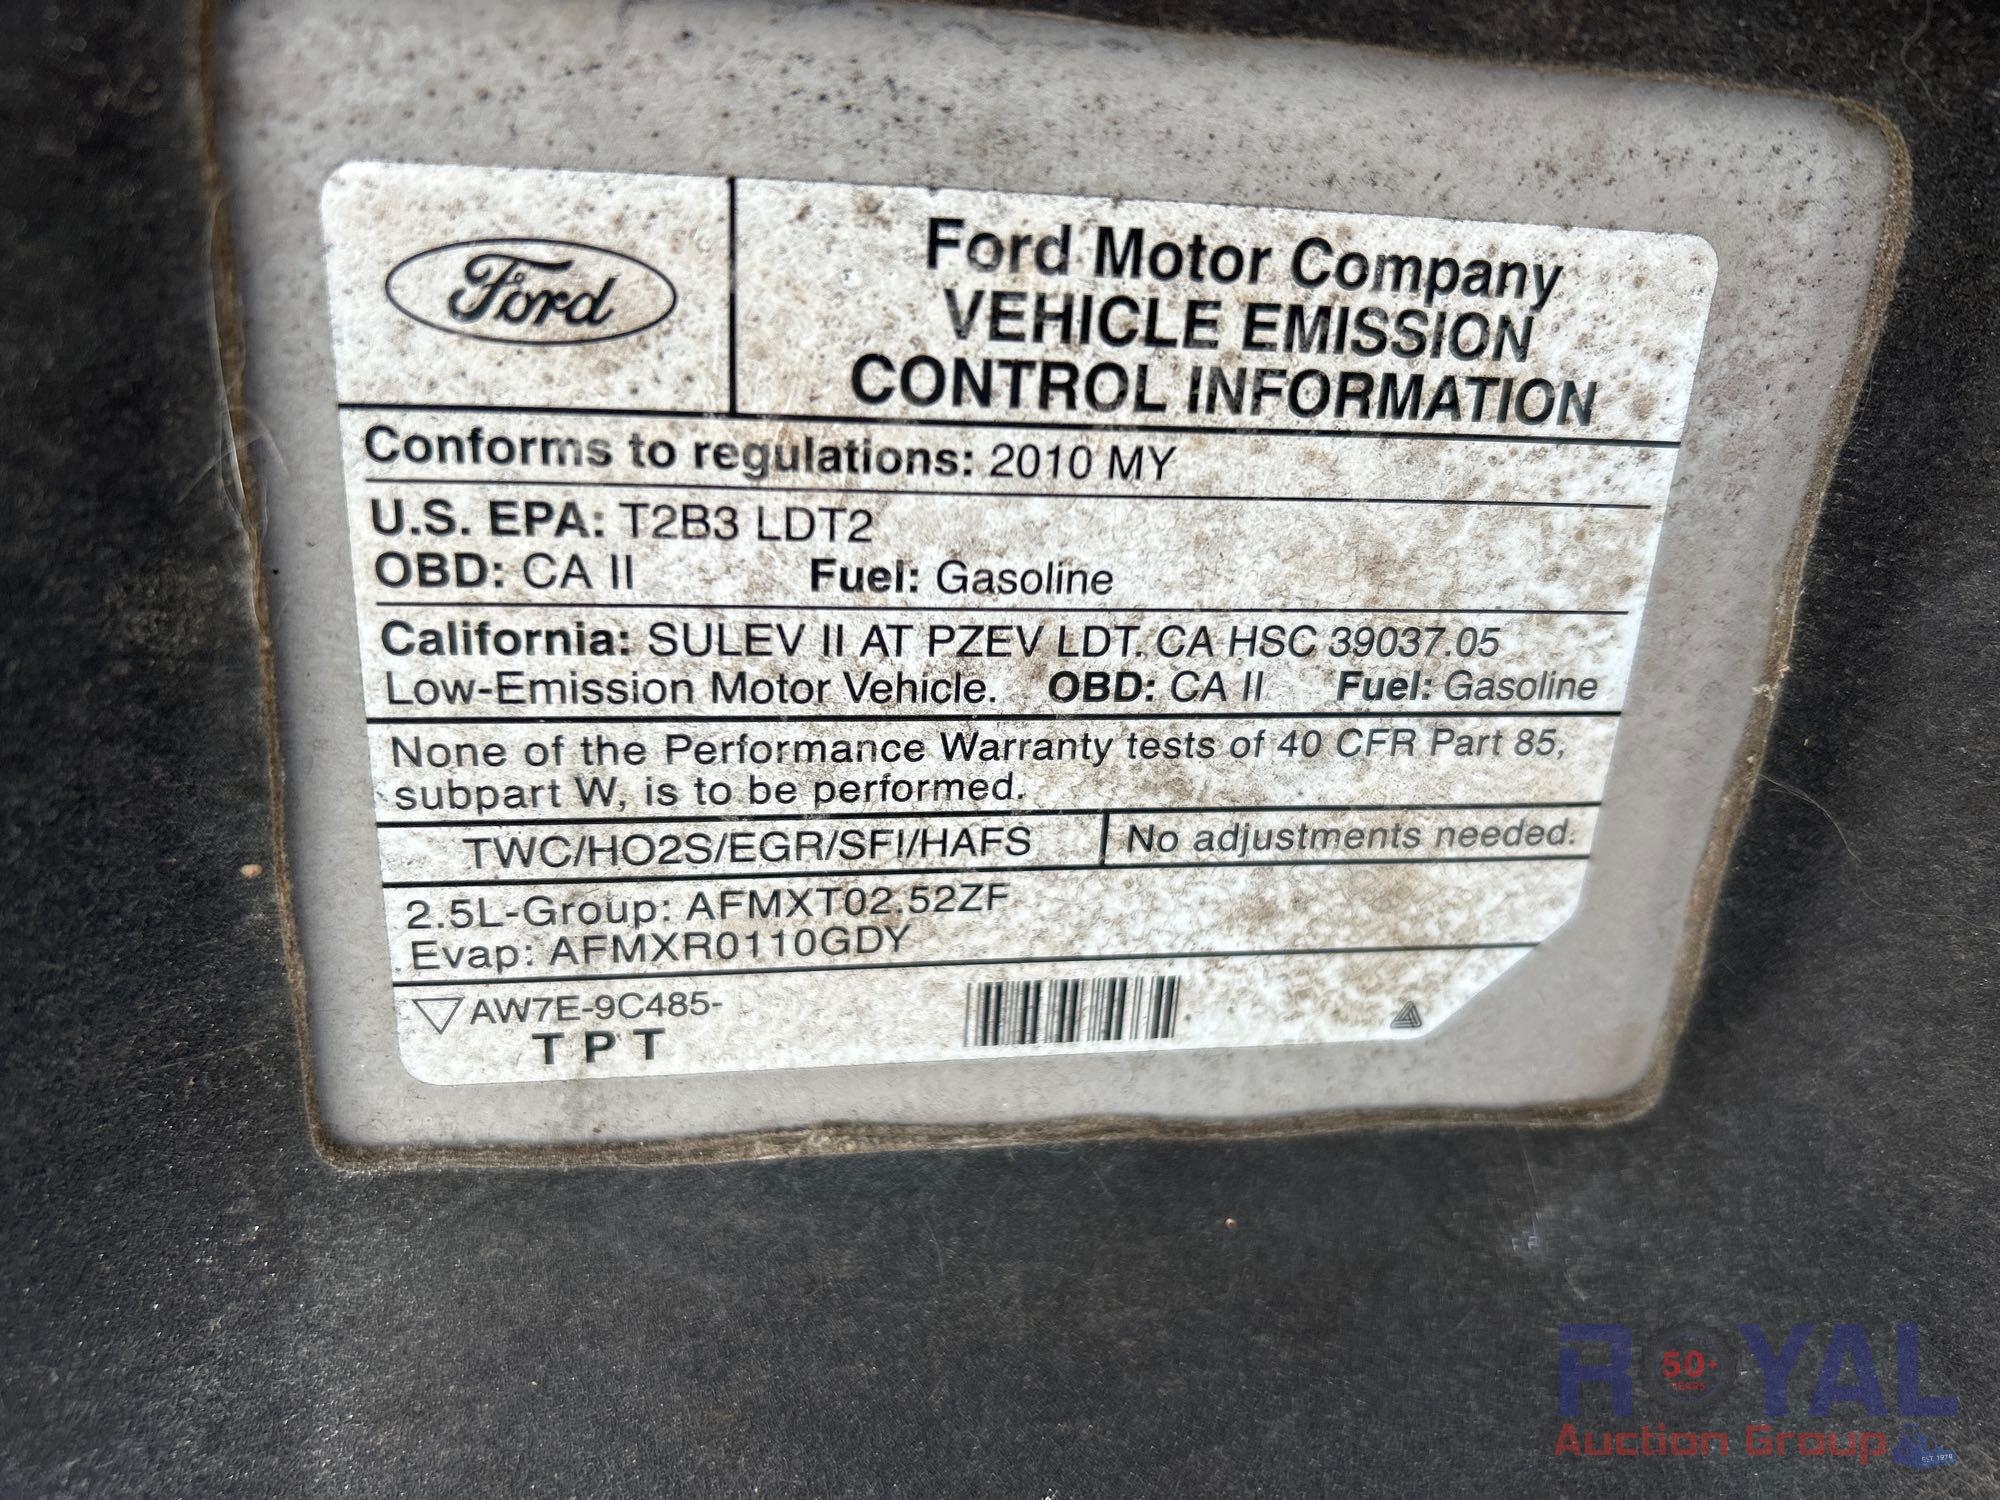 Ford
Ford Motor Company
VEHICLE EMISSION
CONTROL INFORMATION
Conforms to regulations: 2010 MY
U.S. EPA: T2B3 LDT2
OBD: CA II Fuel: Gasoline
California: SULEV II AT PZEV LDT. CA HSC 39037.05
Low-Emission Motor Vehicle. OBD: CA II Fuel: Gasoline
None of the Performance Warranty tests of 40 CFR Part 85,
subpart W, is to be performed.
TWC/HO2S/EGR/SFI/HAFS No adjustments needed.
2.5L-Group: AFMXT02.52ZF
Evap: AFMXR0110GDY
AW7E-9C485-
T P T
ROYAL
50+
YEARS
Auction Group
EST. 1979